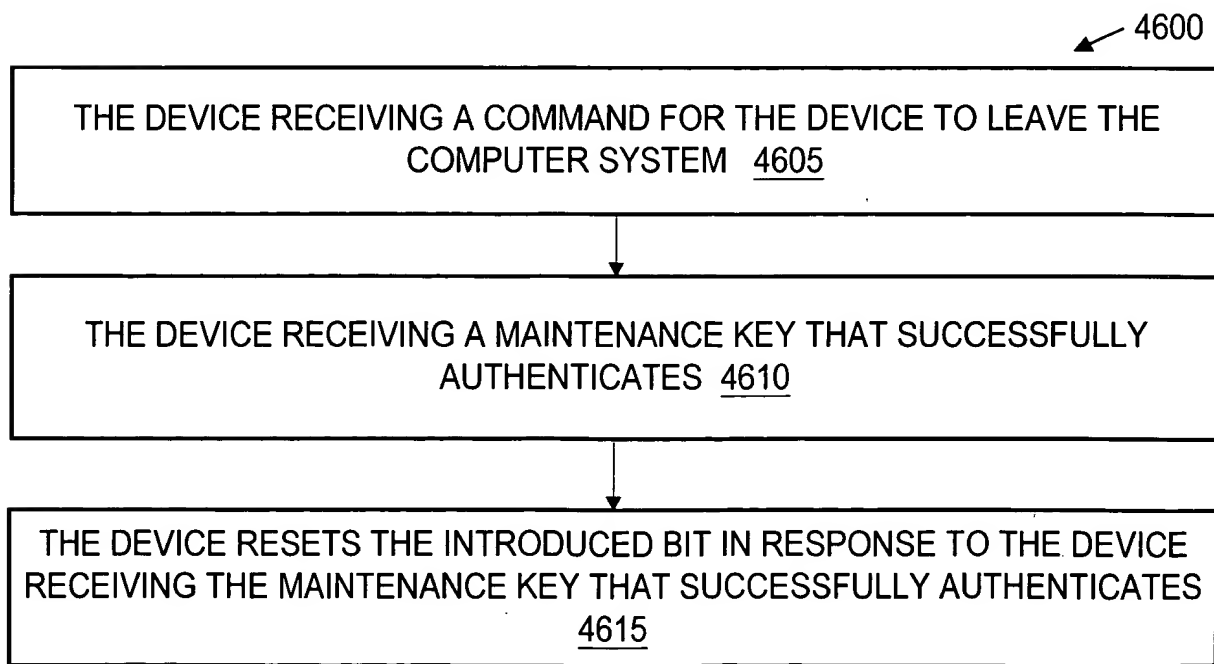 4600
THE DEVICE RECEIVING A COMMAND FOR THE DEVICE TO LEAVE THE
COMPUTER SYSTEM 4605
THE DEVICE RECEIVING A MAINTENANCE KEY THAT SUCCESSFULLY
AUTHENTICATES 4610
THE DEVICE RESETS THE INTRODUCED BIT IN RESPONSE TO THE DEVICE
RECEIVING THE MAINTENANCE KEY THAT SUCCESSFULLY AUTHENTICATES
4615